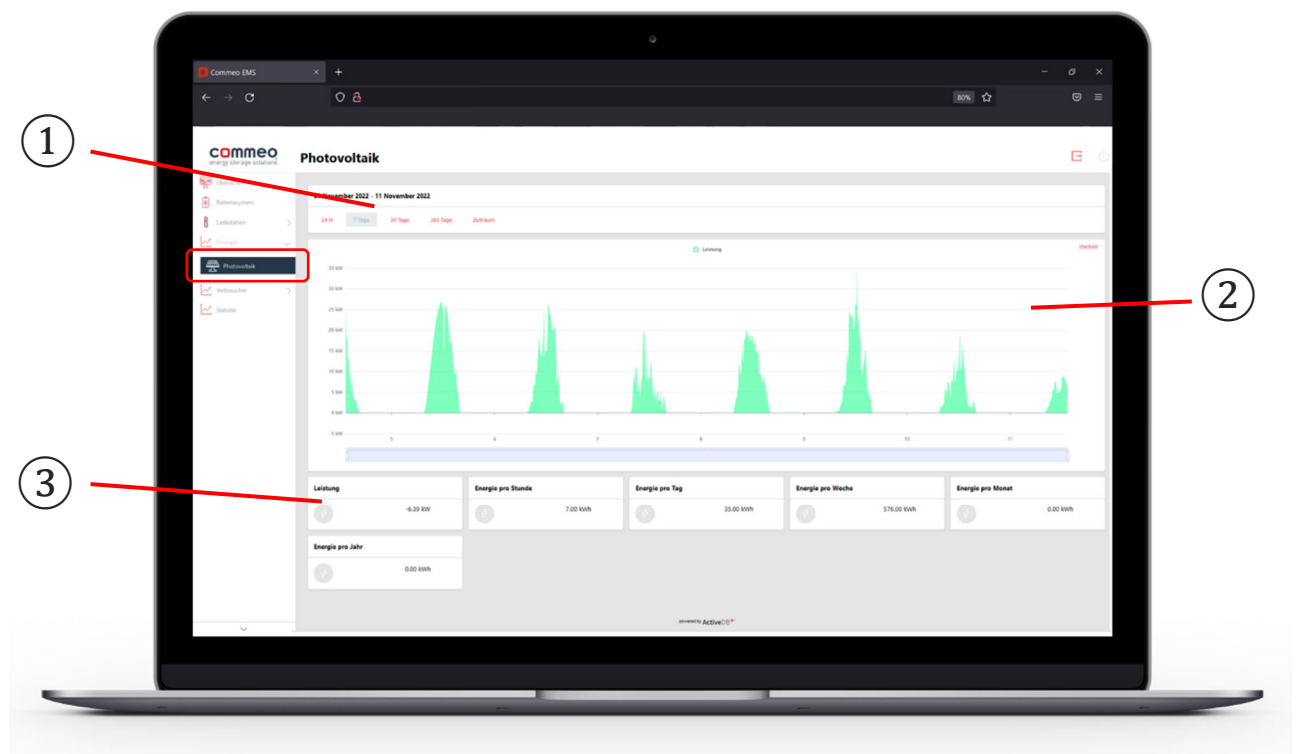 Commeo EMS
80%
①
commeo
energy storage solutions
Photovoltaik
November 2022 - 11 November 2022
24 H 7 Tage 30 Tage 365 Tage Zeitraum
Übersicht
Batteriesystem
Ladestation
Erzeuger
Photovoltaik
Verbraucher
Statistik
Leistung
stacked
35 kW
30 kW
25 kW
20 kW
15 kW
10 kW
5 kW
0 kW
-5 kW
5 6 7 8 9 10 11
②
③
Leistung
-6.39 kW
Energie pro Stunde
7.00 kWh
Energie pro Tag
35.00 kWh
Energie pro Woche
576.00 kWh
Energie pro Monat
0.00 kWh
Energie pro Jahr
0.00 kWh
powered by ActiveDB